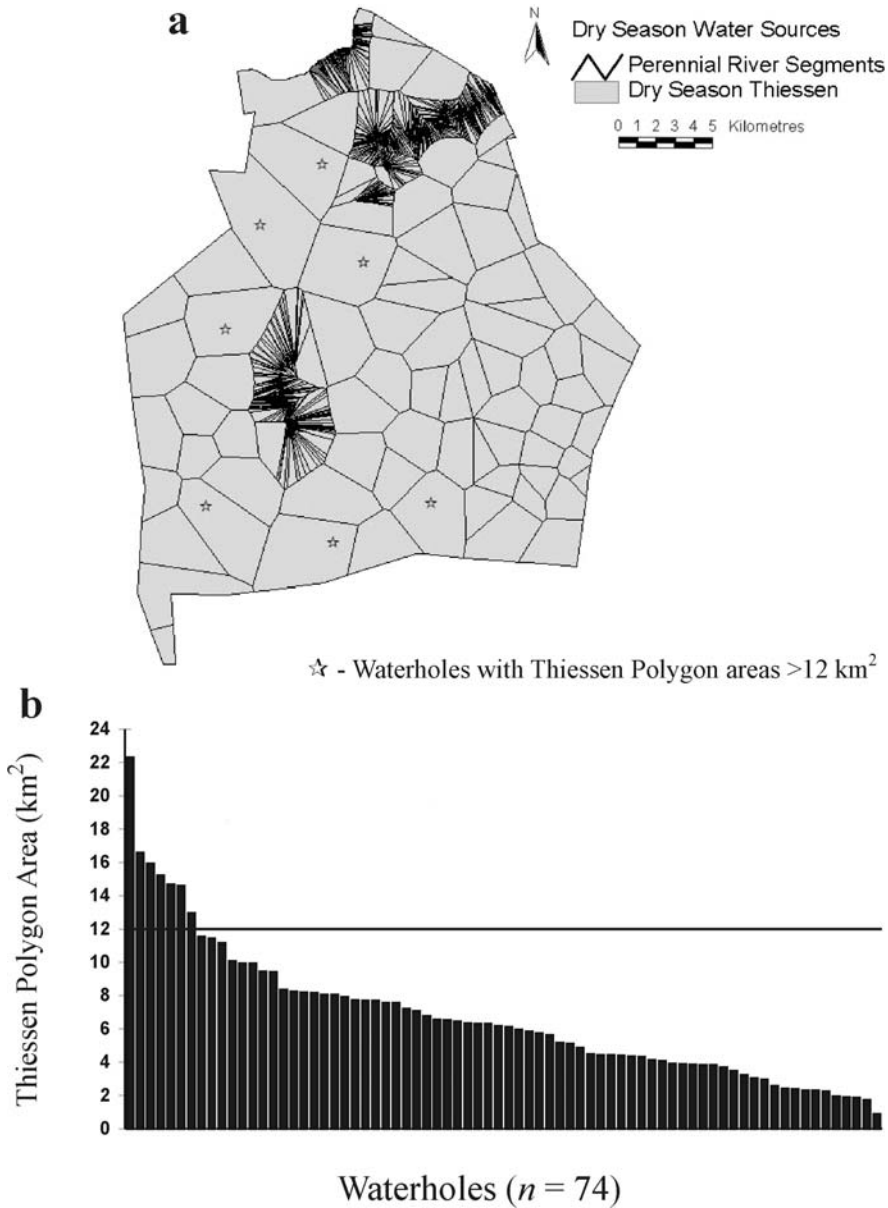 a
N
Dry Season Water Sources
Perennial River Segments
Dry Season Thiessen
0 1 2 3 4 5 Kilometres
☆ - Waterholes with Thiessen Polygon areas >12 km²
b
Thiessen Polygon Area (km²)
24
22
20
18
16
14
12
10
8
6
4
2
0
Waterholes (n = 74)